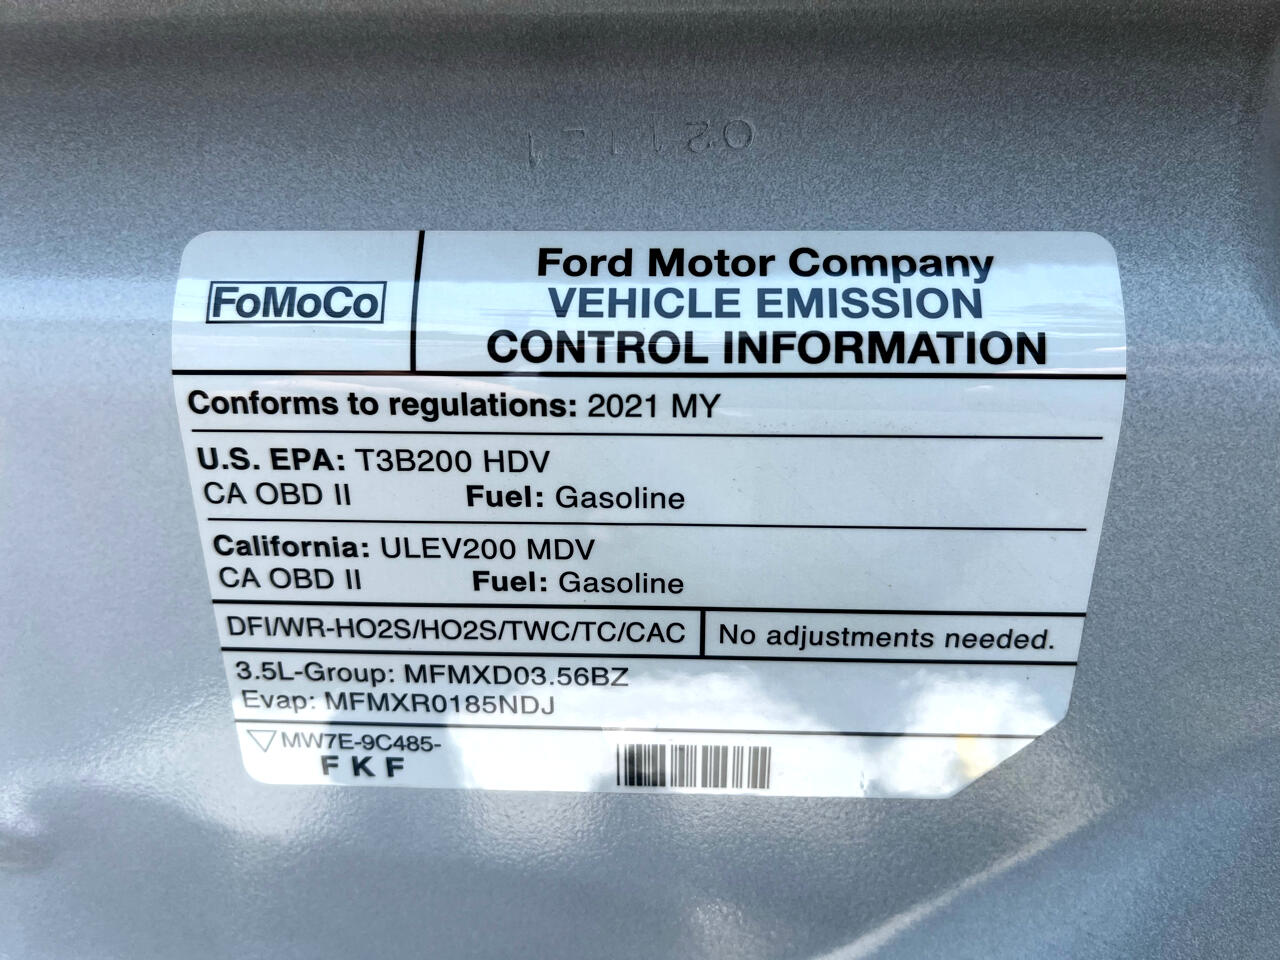 FoMoCo
Ford Motor Company
VEHICLE EMISSION
CONTROL INFORMATION
Conforms to regulations: 2021 MY
U.S. EPA: T3B200 HDV
CA OBD II Fuel: Gasoline
California: ULEV200 MDV
CA OBD II Fuel: Gasoline
DFI/WR-HO2S/HO2S/TWC/TC/CAC
No adjustments needed.
3.5L-Group: MFMXD03.56BZ
Evap: MFMXR0185NDJ
MW7E-9C485-
FKF